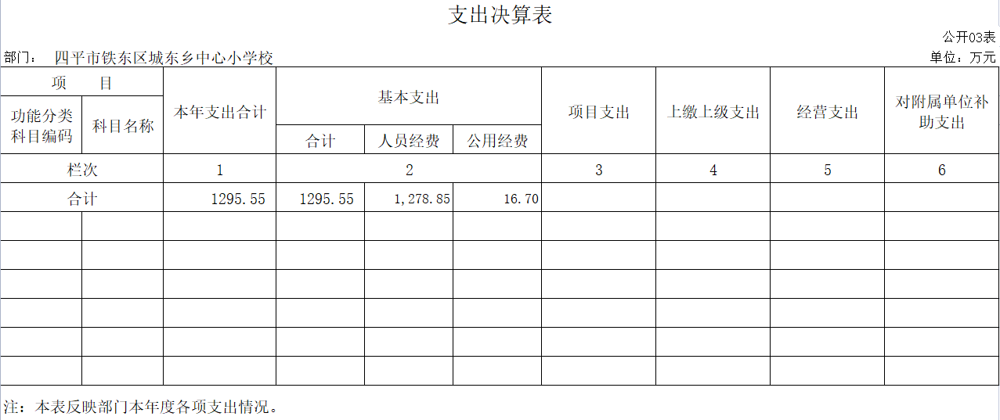 支出决算表
公开03表
部门： 四平市铁东区城东乡中心小学校 单位：万元
项 目 本年支出合计 基本支出 项目支出 上缴上级支出 经营支出 对附属单位补助支出
功能分类科目编码 科目名称 合计 人员经费 公用经费
栏次 1 2 3 4 5 6
合计 1295.55 1295.55 1,278.85 16.70
注：本表反映部门本年度各项支出情况。